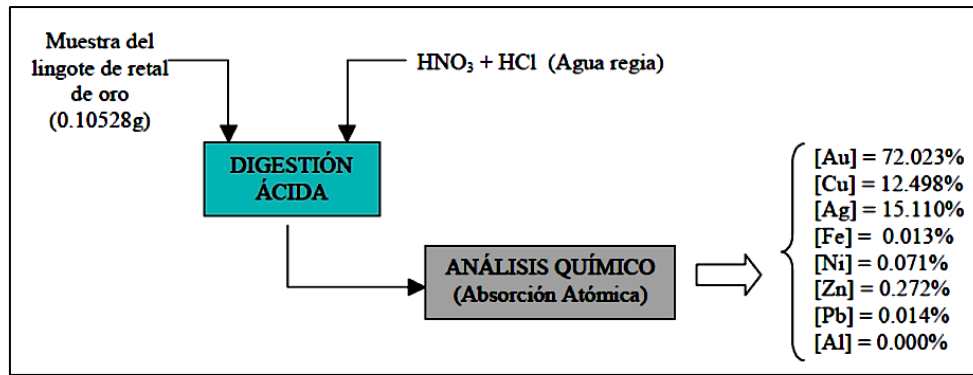 Muestra del
lingote de retal
de oro
(0.10528g)
HNO₃ + HCl (Agua regia)
DIGESTIÓN
ÁCIDA
ANÁLISIS QUÍMICO
(Absorción Atómica)
[Au] = 72.023%
[Cu] = 12.498%
[Ag] = 15.110%
[Fe] = 0.013%
[Ni] = 0.071%
[Zn] = 0.272%
[Pb] = 0.014%
[Al] = 0.000%